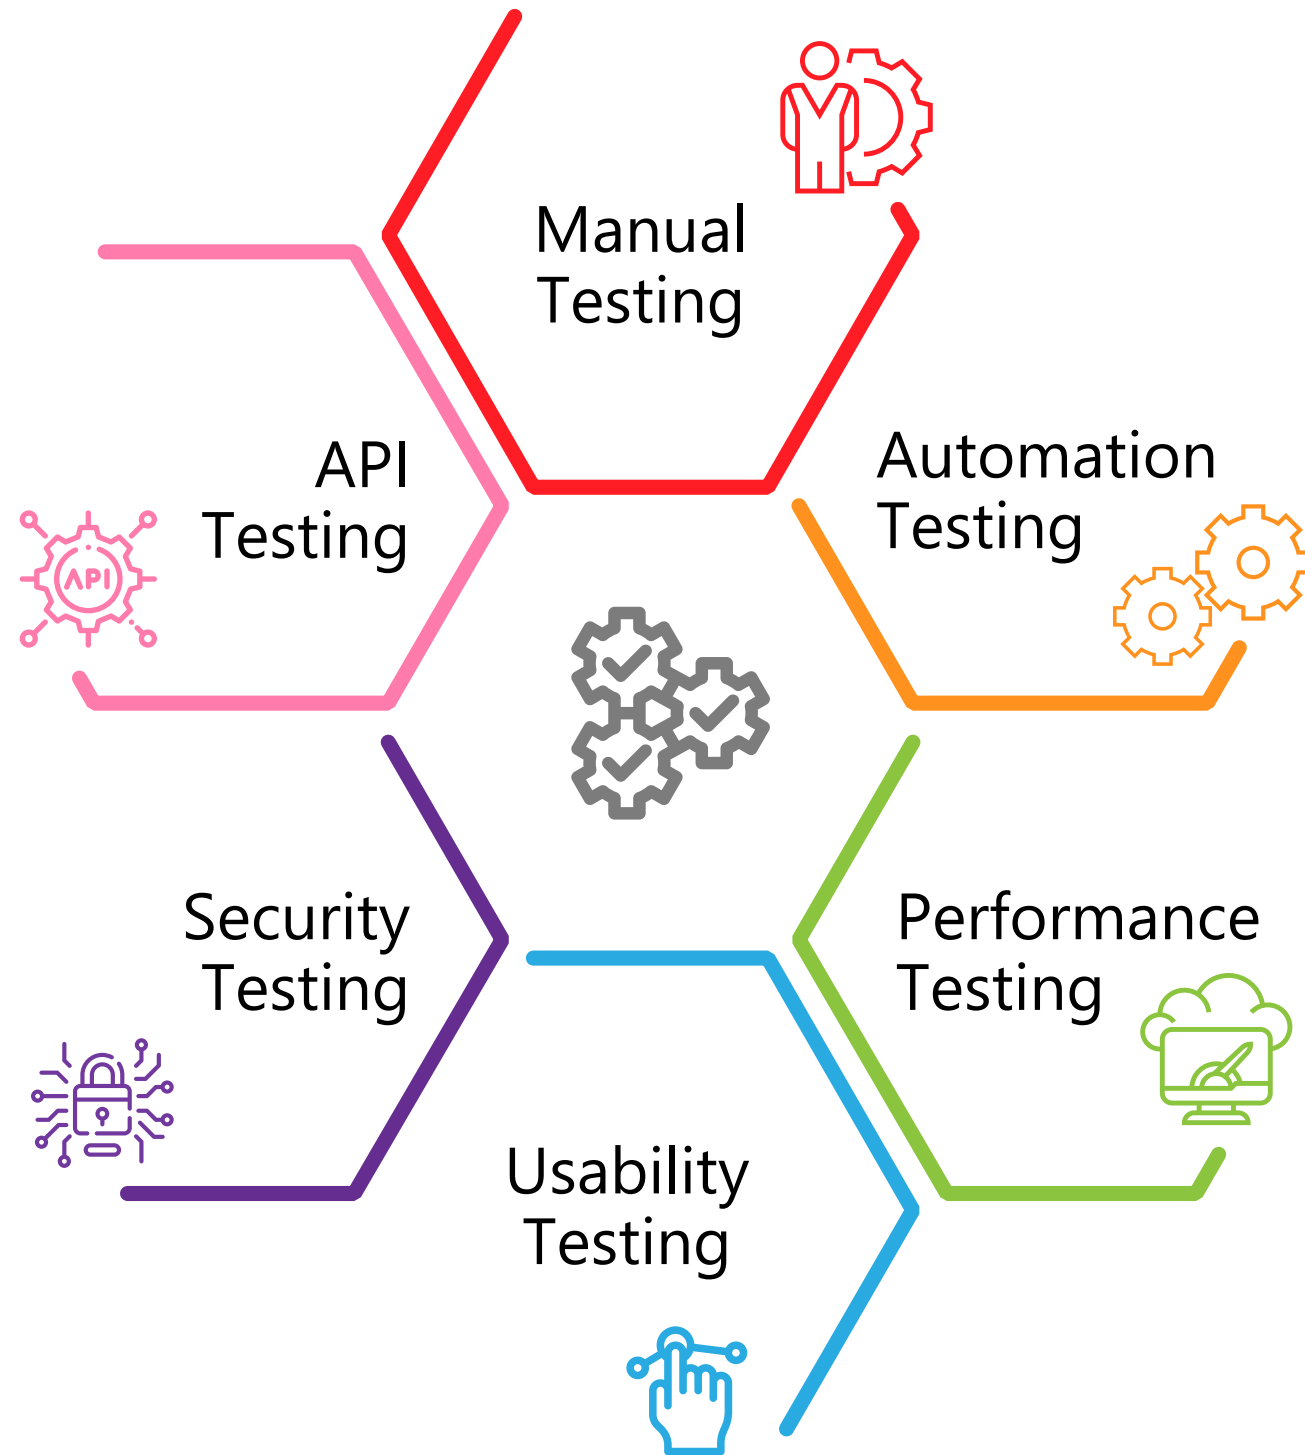 Manual
Testing
API
Testing
Automation
Testing
API
Security
Testing
Performance
Testing
Usability
Testing